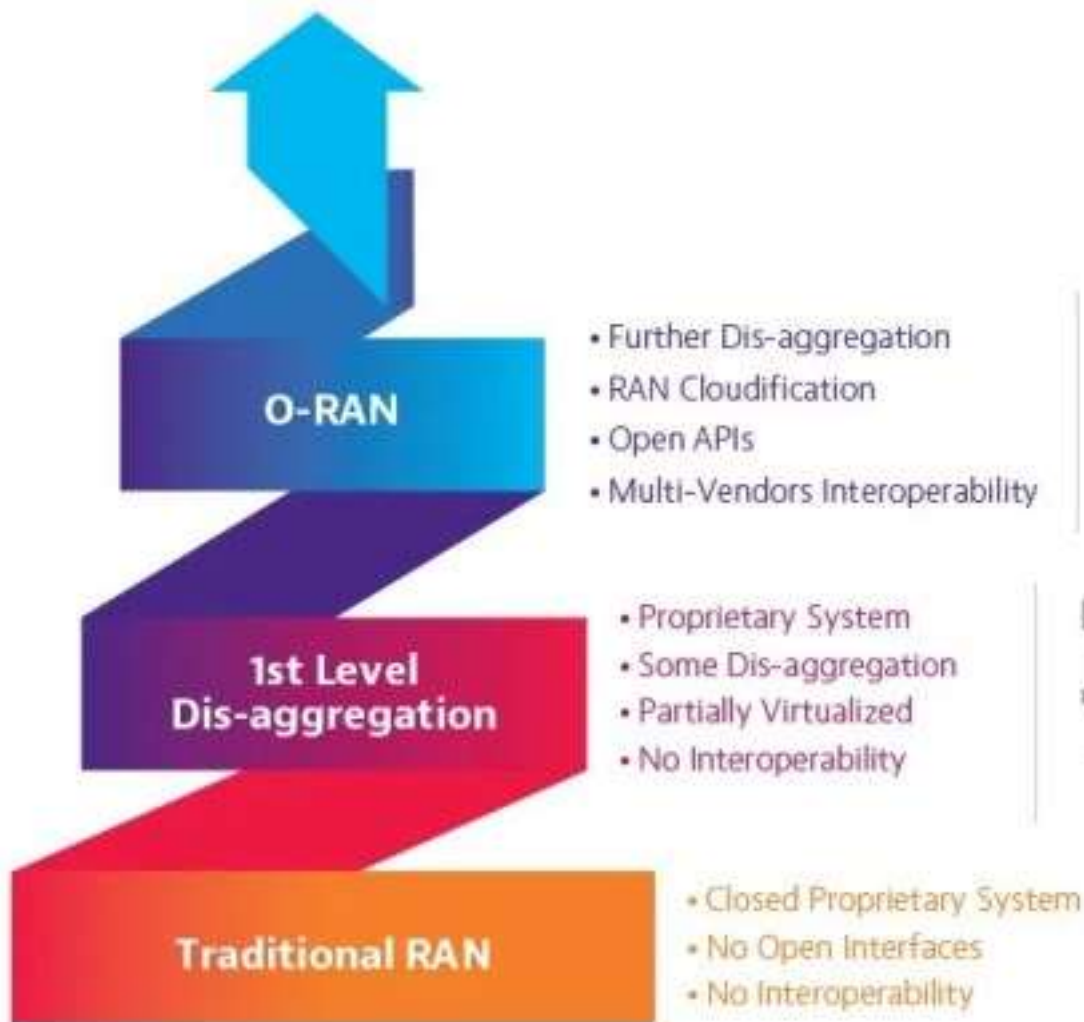 O-RAN
• Further Dis-aggregation
• RAN Cloudification
• Open APIs
• Multi-Vendors Interoperability
1st Level
Dis-aggregation
• Proprietary System
• Some Dis-aggregation
• Partially Virtualized
• No Interoperability
Traditional RAN
• Closed Proprietary System
• No Open Interfaces
• No Interoperability